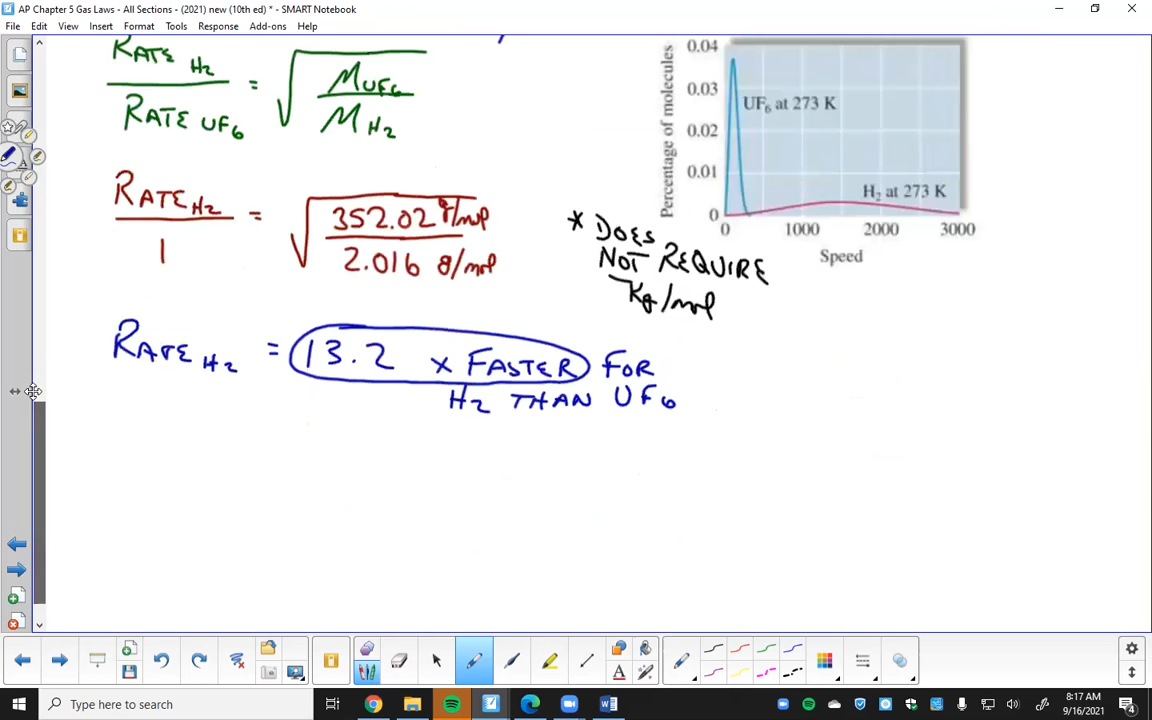 AP Chapter 5 Gas Laws - All Sections - (2021) new (10th ed) * - SMART Notebook
File Edit View Insert Format Tools Response Add-ons Help
RATE H2
RATE UF6
=
√ MUF6
M H2
RATE H2
1
=
√ 352.02 g/mol
2.016 g/mol
* DOES
NOT REQUIRE
Kg/mol
RATE H2 = 13.2 x FASTER FOR
H2 THAN UF6
Percentage of molecules
0.04
0.03
0.02
0.01
0
UF6 at 273 K
H2 at 273 K
0 1000 2000 3000
Speed
Type here to search
8:17 AM
9/16/2021
4